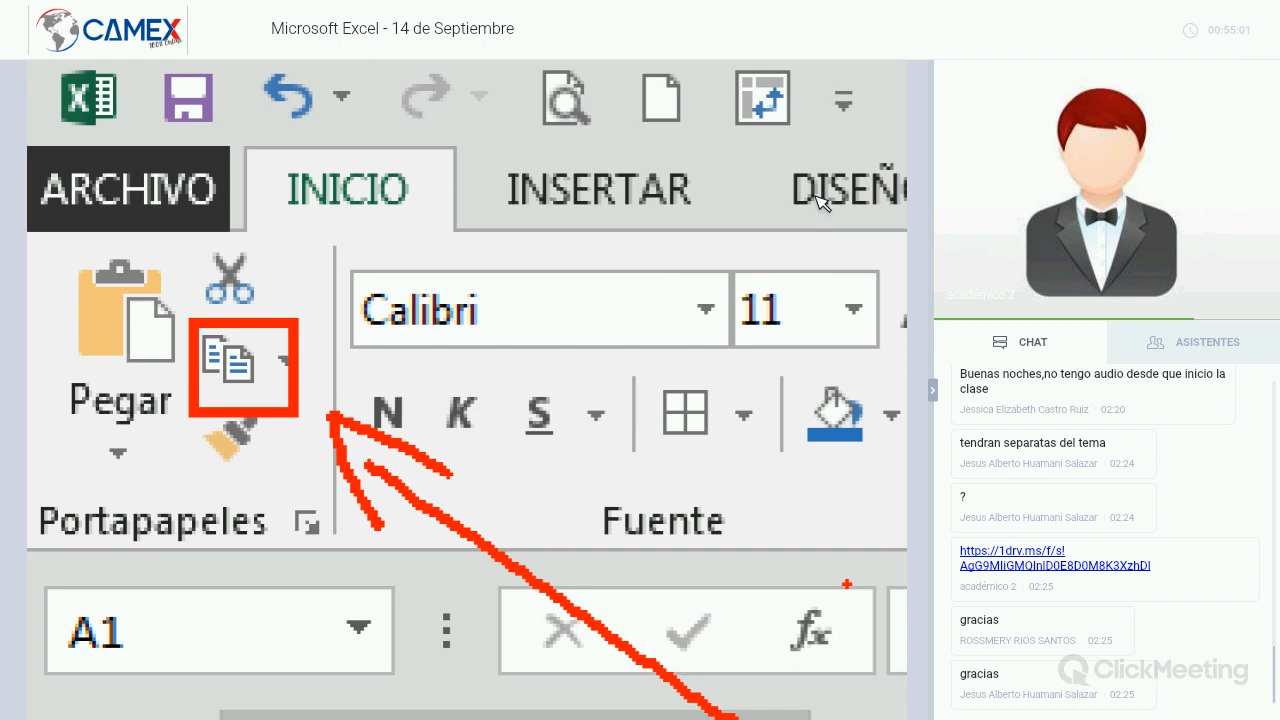 CAMEX
100% Online
Microsoft Excel - 14 de Septiembre
00:55:01
ARCHIVO
INICIO
INSERTAR
DISEÑ
Pegar
Calibri
11
N K S
Portapapeles
Fuente
A1
fx
académico 2
CHAT
ASISTENTES
Buenas noches,no tengo audio desde que inicio la
clase
Jessica Elizabeth Castro Ruiz 02:20
tendran separatas del tema
Jesus Alberto Huamani Salazar 02:24
?
Jesus Alberto Huamani Salazar 02:24
https://1drv.ms/f/s!
académico 2 02:25
gracias
ROSSMERY RIOS SANTOS 02:25
gracias
Jesus Alberto Huamani Salazar 02:25
ClickMeeting